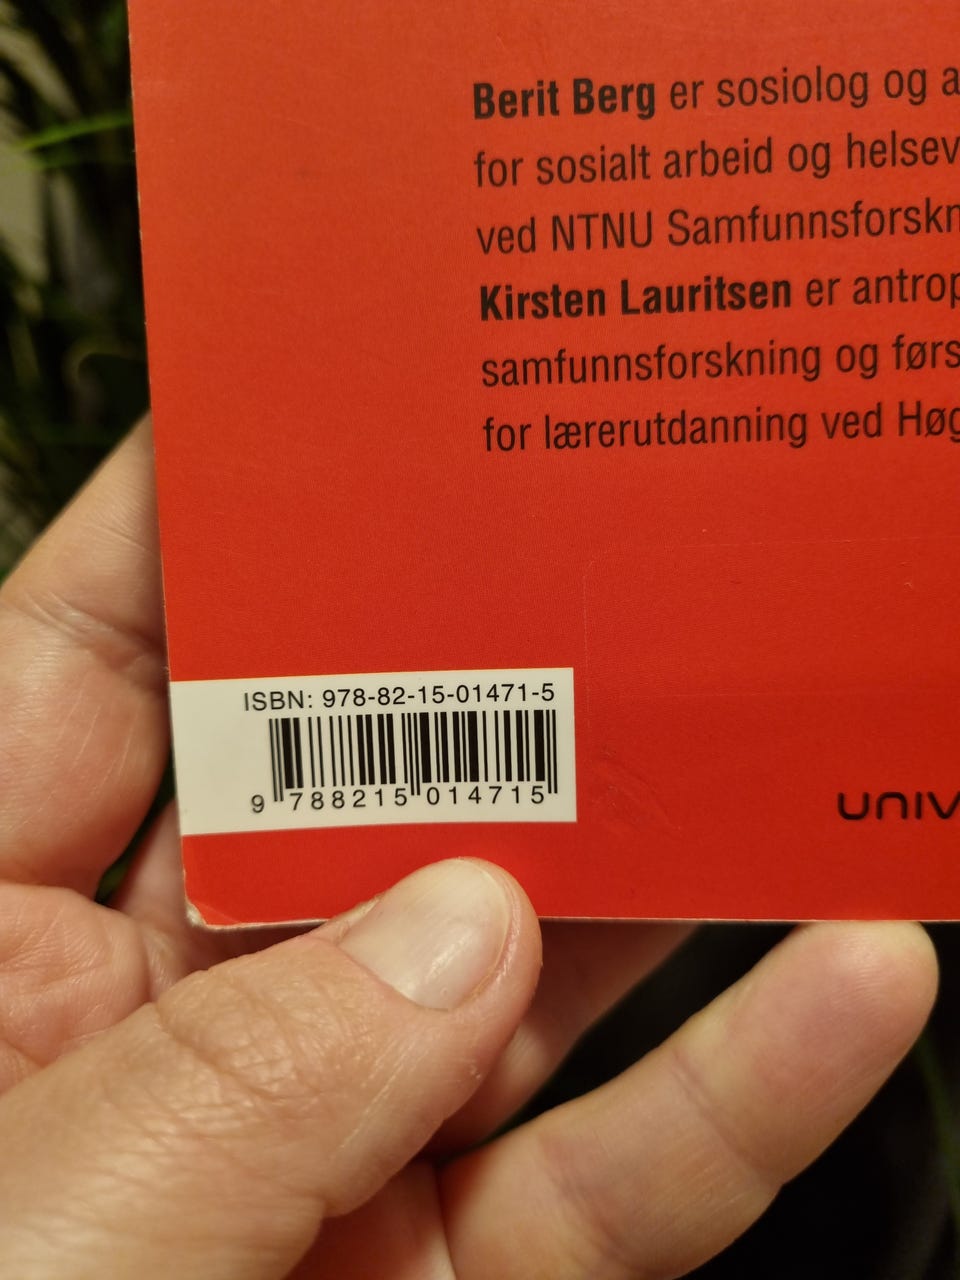 Berit Berg er sosiolog og a
for sosialt arbeid og helsev
ved NTNU Samfunnsforskn
Kirsten Lauritsen er antrop
samfunnsforskning og førs
for lærerutdanning ved Høg
ISBN: 978-82-15-01471-5
9 788215 014715
UNIV